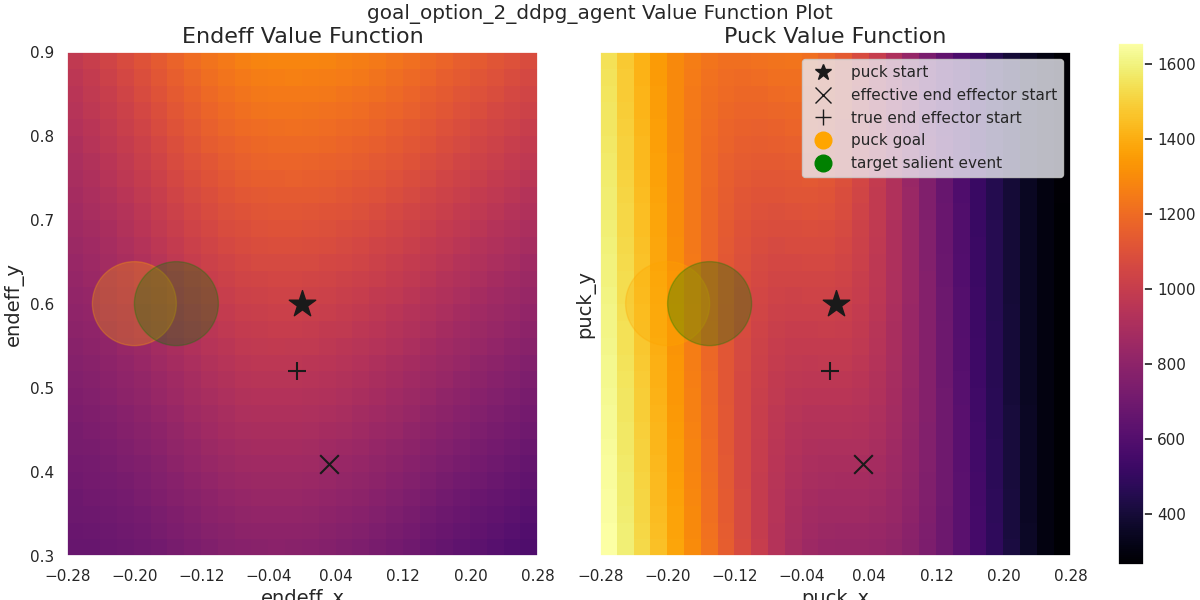 goal_option_2_ddpg_agent Value Function Plot
Endeff Value Function
Puck Value Function
0.9
0.8
0.7
0.6
0.5
0.4
0.3
endeff_y
−0.28
−0.20
−0.12
−0.04
0.04
0.12
0.20
0.28
endeff_x
puck_y
puck start
effective end effector start
true end effector start
puck goal
target salient event
−0.28
−0.20
−0.12
−0.04
0.04
0.12
0.20
0.28
puck_x
1600
1400
1200
1000
800
600
400